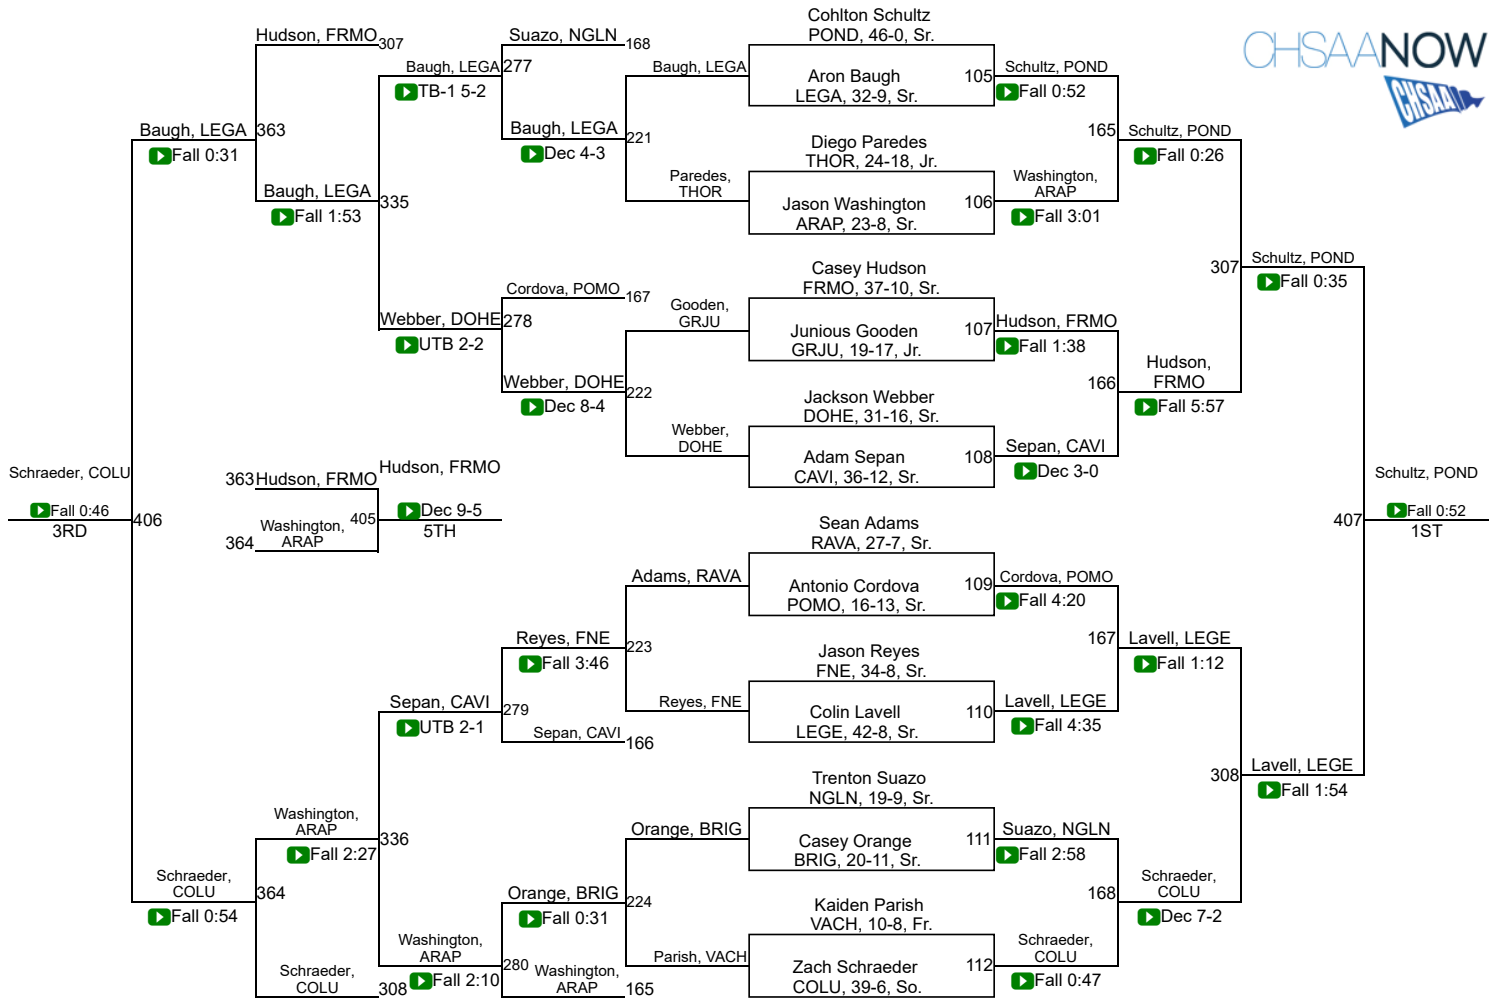 Cohlton Schultz
POND, 46-0, Sr.
CHSAANOW
CHSAA
Hudson, FRMO
307
Suazo, NGLN
168
Baugh, LEGA
277
TB-1 5-2
Baugh, LEGA
Aron Baugh
LEGA, 32-9, Sr.
105
Schultz, POND
Fall 0:52
Baugh, LEGA
363
Fall 0:31
Baugh, LEGA
221
Dec 4-3
165
Schultz, POND
Fall 0:26
Diego Paredes
THOR, 24-18, Jr.
Baugh, LEGA
335
Fall 1:53
Paredes,
THOR
Jason Washington
ARAP, 23-8, Sr.
106
Washington,
ARAP
Fall 3:01
307
Schultz, POND
Fall 0:35
Casey Hudson
FRMO, 37-10, Sr.
Cordova, POMO
167
Webber, DOHE
278
UTB 2-2
Gooden,
GRJU
Junious Gooden
GRJU, 19-17, Jr.
107
Hudson, FRMO
Fall 1:38
Webber, DOHE
222
Dec 8-4
166
Hudson,
FRMO
Fall 5:57
Jackson Webber
DOHE, 31-16, Sr.
Webber,
DOHE
Adam Sepan
CAVI, 36-12, Sr.
108
Sepan, CAVI
Dec 3-0
Schraeder, COLU
Fall 0:46
3RD
406
363
Hudson, FRMO
364
Washington,
ARAP
405
Hudson, FRMO
Dec 9-5
5TH
407
Schultz, POND
Fall 0:52
1ST
Sean Adams
RAVA, 27-7, Sr.
Adams, RAVA
Antonio Cordova
POMO, 16-13, Sr.
109
Cordova, POMO
Fall 4:20
Reyes, FNE
223
Fall 3:46
167
Lavell, LEGE
Fall 1:12
Jason Reyes
FNE, 34-8, Sr.
Sepan, CAVI
279
UTB 2-1
Sepan, CAVI
166
Reyes, FNE
Colin Lavell
LEGE, 42-8, Sr.
110
Lavell, LEGE
Fall 4:35
308
Lavell, LEGE
Fall 1:54
Trenton Suazo
NGLN, 19-9, Sr.
Washington,
ARAP
336
Fall 2:27
Orange, BRIG
Casey Orange
BRIG, 20-11, Sr.
111
Suazo, NGLN
Fall 2:58
Schraeder,
COLU
364
Fall 0:54
Orange, BRIG
224
Fall 0:31
168
Schraeder,
COLU
Dec 7-2
Kaiden Parish
VACH, 10-8, Fr.
Washington,
ARAP
280
Fall 2:10
Parish, VACH
Zach Schraeder
COLU, 39-6, So.
112
Schraeder,
COLU
Fall 0:47
Schraeder,
COLU
308
Washington,
ARAP
165